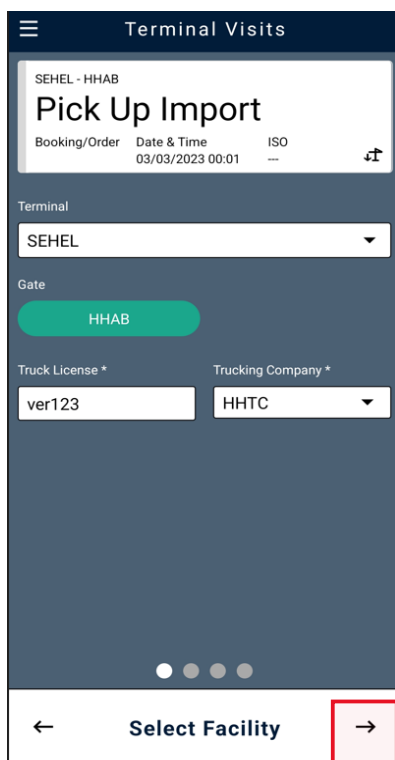 Terminal Visits
SEHEL - HHAB
Pick Up Import
Booking/Order Date & Time ISO
03/03/2023 00:01 ---
Terminal
SEHEL
Gate
HHAB
Truck License * Trucking Company *
ver123 HHTC
Select Facility